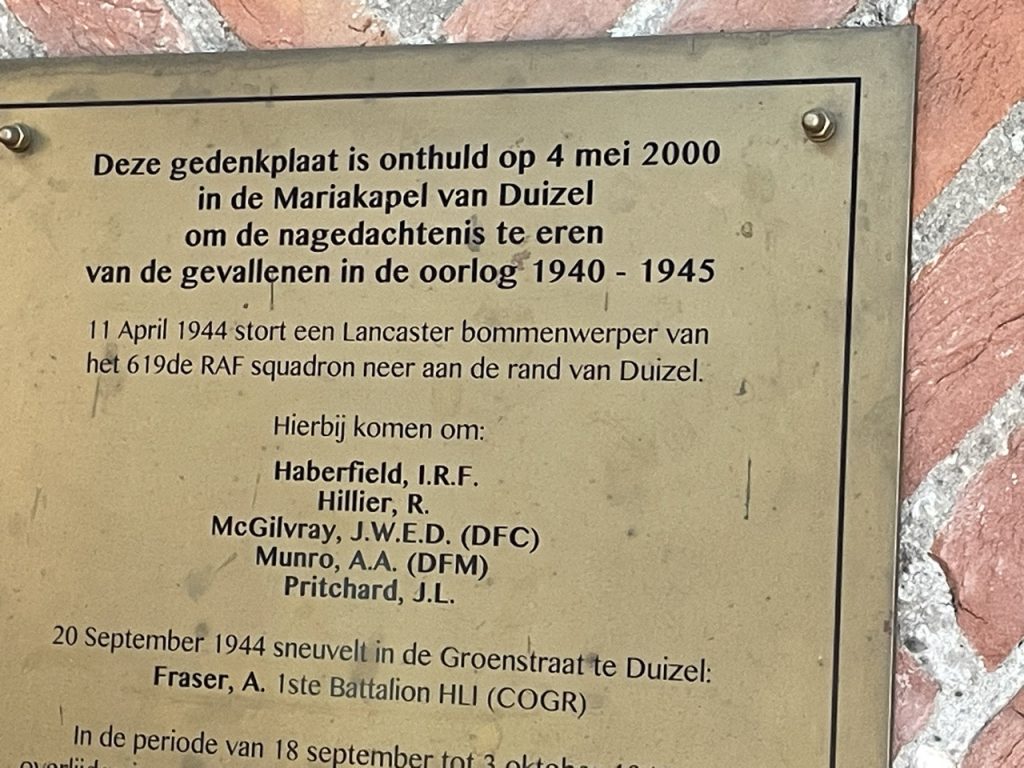 Deze gedenkplaat is onthuld op 4 mei 2000
in de Mariakapel van Duizel
om de nagedachtenis te eren
van de gevallenen in de oorlog 1940 - 1945
11 April 1944 stort een Lancaster bommenwerper van
het 619de RAF squadron neer aan de rand van Duizel.
Hierbij komen om:
Haberfield, I.R.F.
Hillier, R.
McGilvray, J.W.E.D. (DFC)
Munro, A.A. (DFM)
Pritchard, J.L.
20 September 1944 sneuvelt in de Groenstraat te Duizel:
Fraser, A. 1ste Battalion HLI (COGR)
In de periode van 18 september tot 3